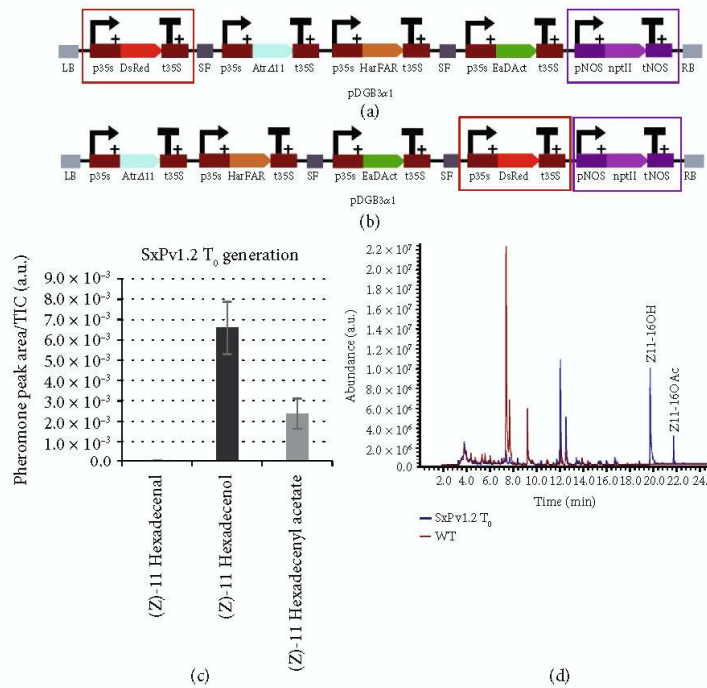 LB p35s DsRed t35S SF p35s AtrΔ11 t35S p35s HarFAR t35S SF p35s EaDAct t35S pNOS nptII tNOS RB
pDGB3α1
(a)
LB p35s AtrΔ11 t35S p35s HarFAR t35S SF p35s EaDAct t35S SF p35s DsRed t35S pNOS nptII tNOS RB
pDGB3α1
(b)
SxPv1.2 T0 generation
Pheromone peak area/TIC (a.u.)
9.0 × 10⁻³
8.0 × 10⁻³
7.0 × 10⁻³
6.0 × 10⁻³
5.0 × 10⁻³
4.0 × 10⁻³
3.0 × 10⁻³
2.0 × 10⁻³
1.0 × 10⁻³
0.0
(Z)-11 Hexadecenal
(Z)-11 Hexadecenol
(Z)-11 Hexadecenyl acetate
(c)
Abundance (a.u.)
2.2 × 10⁷
2.0 × 10⁷
1.8 × 10⁷
1.6 × 10⁷
1.4 × 10⁷
1.2 × 10⁷
1.0 × 10⁷
8.0 × 10⁶
6.0 × 10⁶
4.0 × 10⁶
2.0 × 10⁶
0.0
Z11-16OH
Z11-16OAc
2.0 4.0 6.0 8.0 10.0 12.0 14.0 16.0 18.0 20.0 22.0 24.0
Time (min)
SxPv1.2 T0
WT
(d)